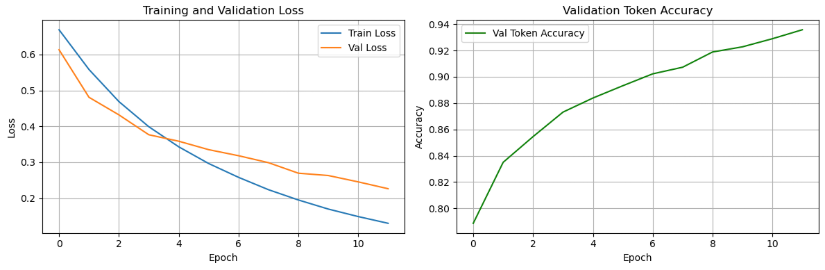 Training and Validation Loss
Train Loss
Val Loss
Loss
0.6
0.5
0.4
0.3
0.2
0 2 4 6 8 10
Epoch
Validation Token Accuracy
Val Token Accuracy
Accuracy
0.94
0.92
0.90
0.88
0.86
0.84
0.82
0.80
0 2 4 6 8 10
Epoch